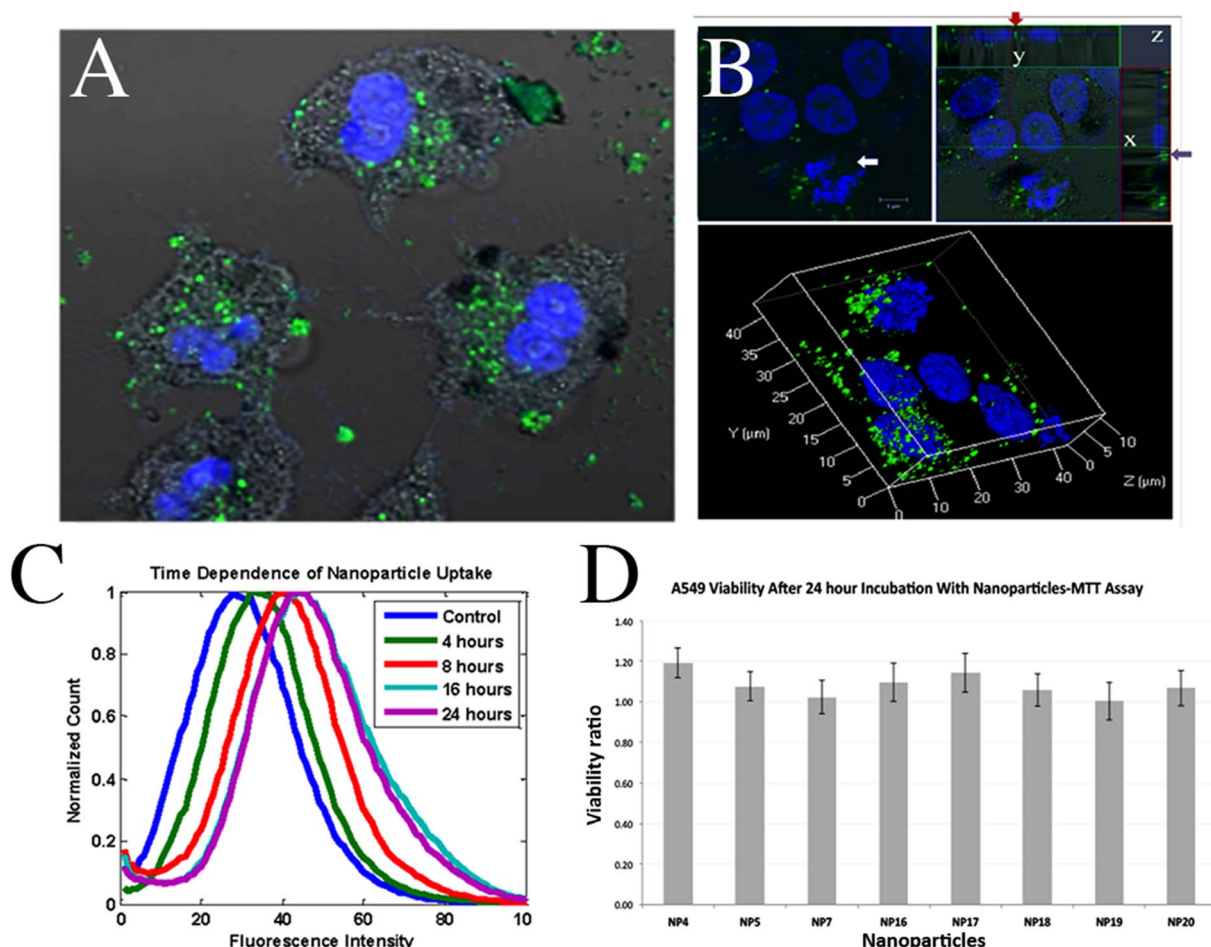 A
B
z
y
x
40
35
30
25
20
15
10
5
0
Y (µm)
0
10
20
30
40
0
5
10
Z (µm)
C
Time Dependence of Nanoparticle Uptake
1
0.8
0.6
0.4
0.2
0
Control
4 hours
8 hours
16 hours
24 hours
Normalized Count
0
20
40
60
80
10
Fluorescence Intensity
D
A549 Viability After 24 hour Incubation With Nanoparticles-MTT Assay
1.40
1.20
1.00
0.80
0.60
0.40
0.20
0.00
Viability ratio
NP4 NP5 NP7 NP16 NP17 NP18 NP19 NP20
Nanoparticles